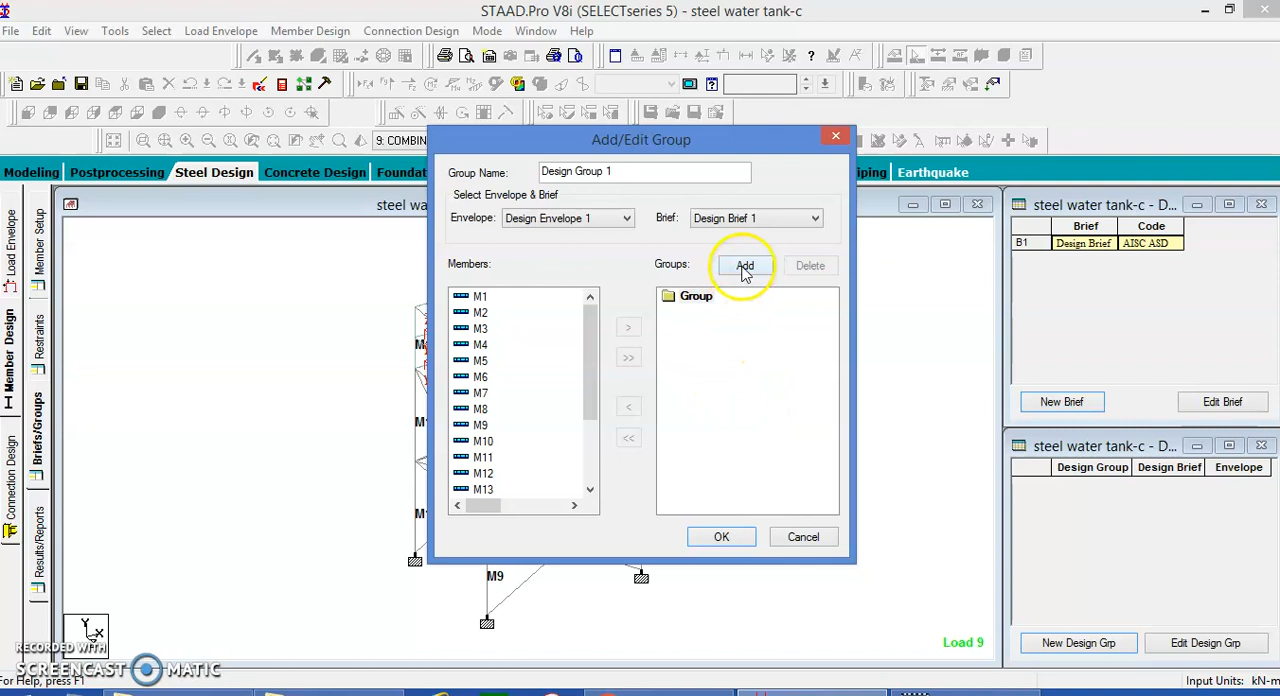 STAAD.Pro V8i (SELECTseries 5) - steel water tank-c
File Edit View Tools Select Load Envelope Member Design Connection Design Mode Window Help
9: COMBIN
Add/Edit Group
Modeling Postprocessing Steel Design Concrete Design Foundat
iping Earthquake
Group Name: Design Group 1
Select Envelope & Brief
Envelope: Design Envelope 1 Brief: Design Brief 1
Members: Groups: Add Delete
M1
M2
M3
M4
M5
M6
M7
M8
M9
M10
M11
M12
M13
Group
>
>>
<
<<
OK Cancel
steel wa
M9
Load 9
Y
X
Load Envelope
Member Design
Connection Design
Member Setup
Restraints
Briefs/Groups
Results/Reports
steel water tank-c - D...
Brief Code
B1 Design Brief AISC ASD
New Brief Edit Brief
steel water tank-c - D...
Design Group Design Brief Envelope
New Design Grp Edit Design Grp
RECORDED WITH
SCREENCAST MATIC
For Help, press F1
Input Units: kN-m